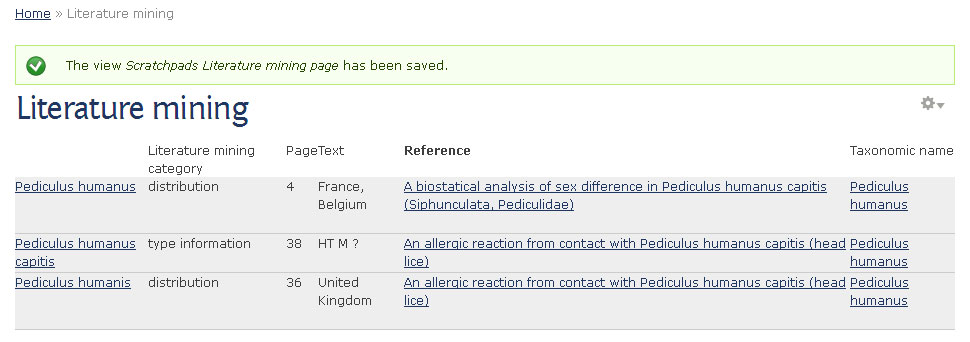 Home » Literature mining
The view Scratchpads Literature mining page has been saved.
Literature mining
Literature mining category Page Text Reference Taxonomic name
Pediculus humanus distribution 4 France, Belgium A biostatical analysis of sex difference in Pediculus humanus capitis (Siphunculata, Pediculidae) Pediculus humanus
Pediculus humanus capitis type information 38 HT M ? An allergic reaction from contact with Pediculus humanus capitis (head lice) Pediculus humanus
Pediculus humanis distribution 36 United Kingdom An allergic reaction from contact with Pediculus humanus capitis (head lice) Pediculus humanus